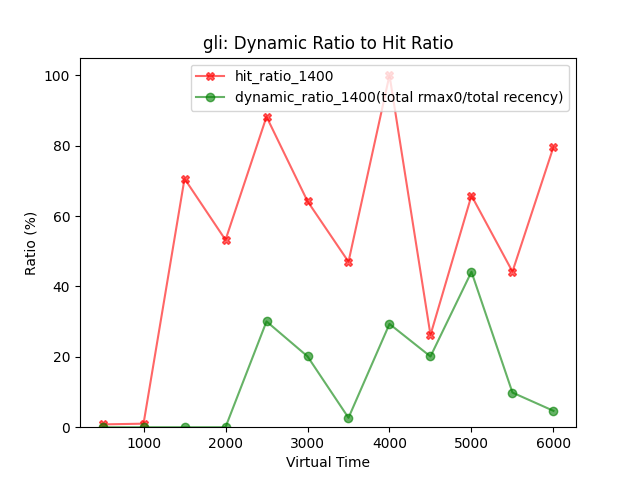 gli: Dynamic Ratio to Hit Ratio
hit_ratio_1400
dynamic_ratio_1400(total rmax0/total recency)
Ratio (%)
100
80
60
40
20
0
1000
2000
3000
4000
5000
6000
Virtual Time